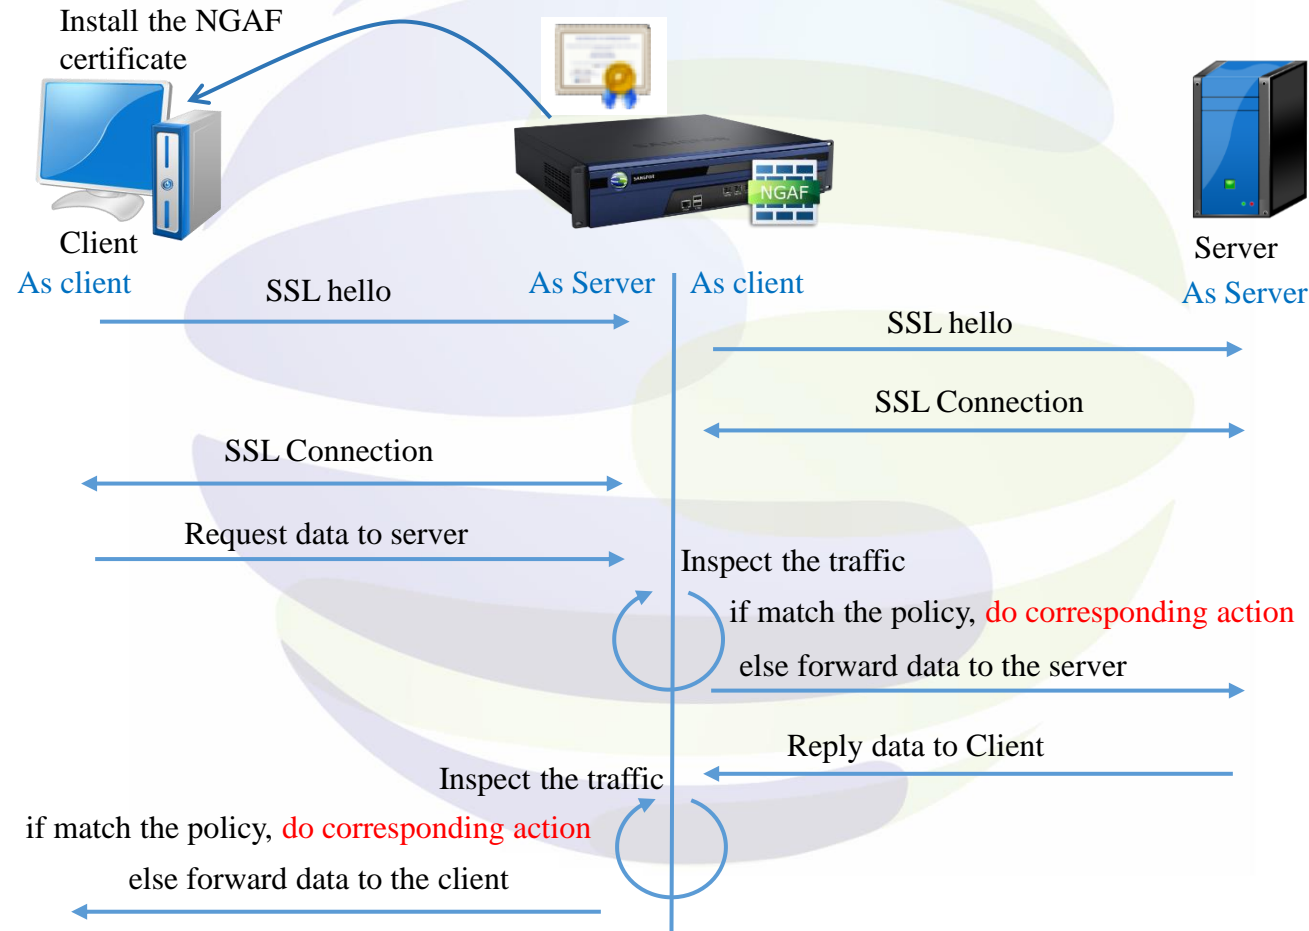 Install the NGAF
certificate
SANGFOR
SANGFOR
NGAF
Client
Server
As client
As Server
As client
As Server
SSL hello
SSL hello
SSL Connection
SSL Connection
Request data to server
Inspect the traffic
if match the policy, do corresponding action
else forward data to the server
Reply data to Client
Inspect the traffic
if match the policy, do corresponding action
else forward data to the client